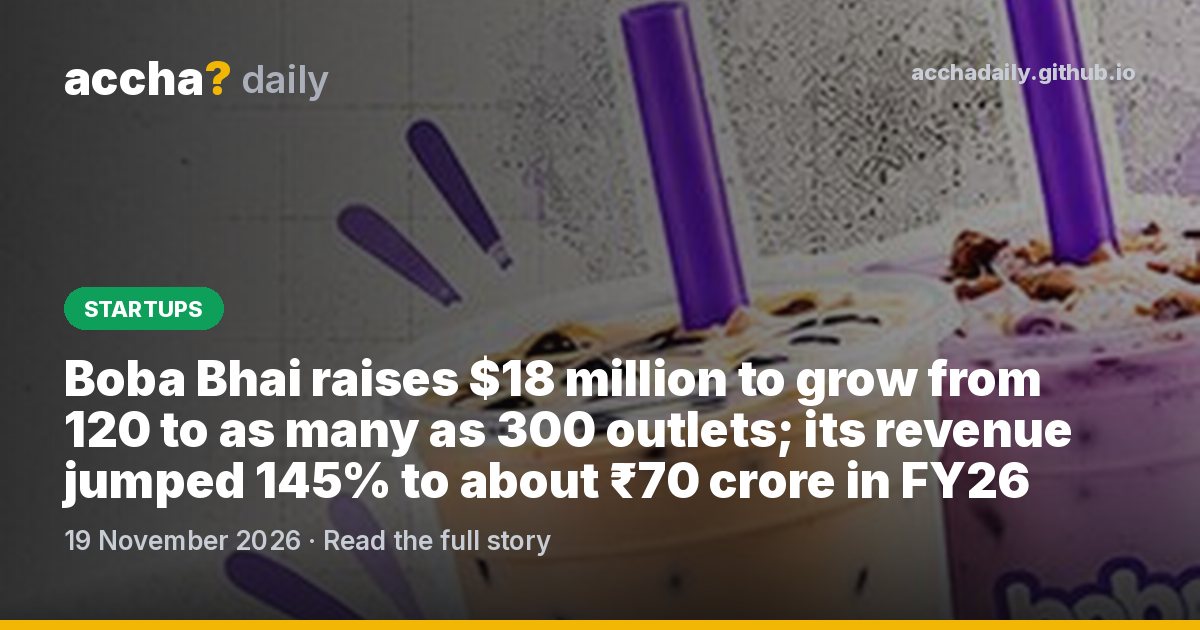 accha? daily
acchadaily.github.io
STARTUPS
Boba Bhai raises $18 million to grow from
120 to as many as 300 outlets; its revenue
jumped 145% to about ₹70 crore in FY26
19 November 2026 · Read the full story